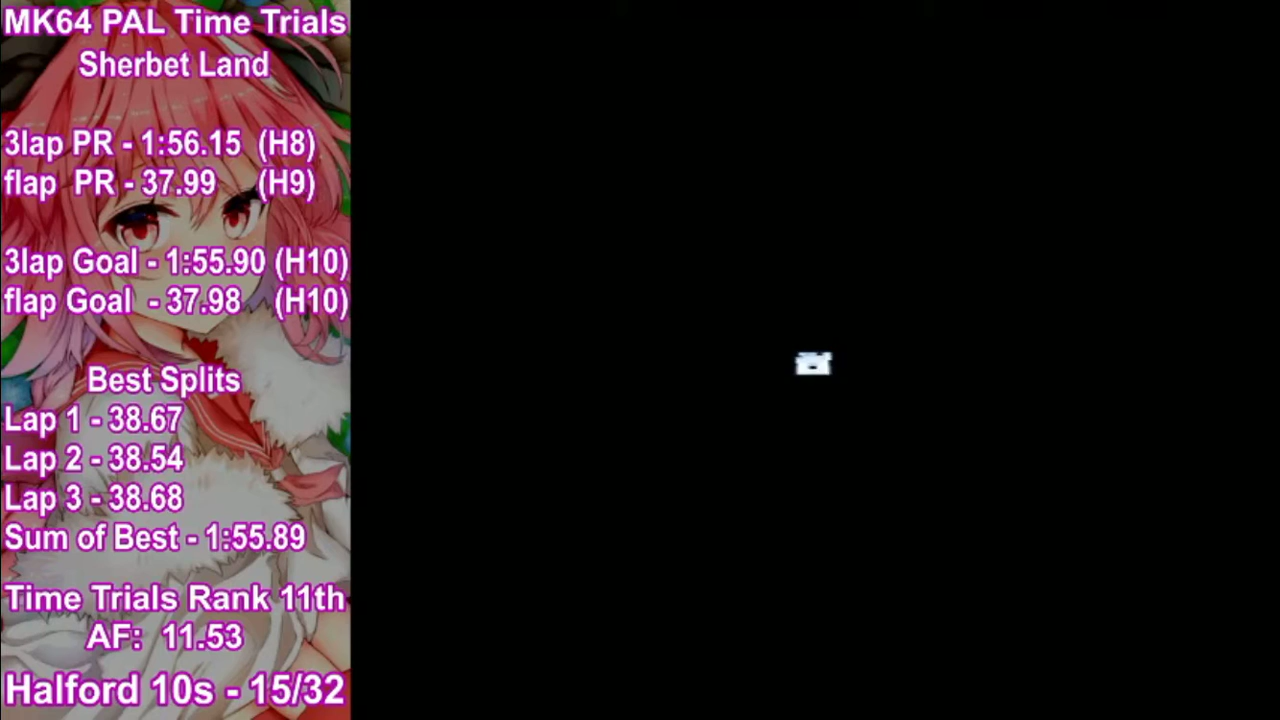 MK64 PAL Time Trials
Sherbet Land
3lap PR - 1:56.15 (H8)
flap PR - 37.99 (H9)
3lap Goal - 1:55.90 (H10)
flap Goal - 37.98 (H10)
Best Splits
Lap 1 - 38.67
Lap 2 - 38.54
Lap 3 - 38.68
Sum of Best - 1:55.89
Time Trials Rank 11th
AF: 11.53
Halford 10s - 15/32